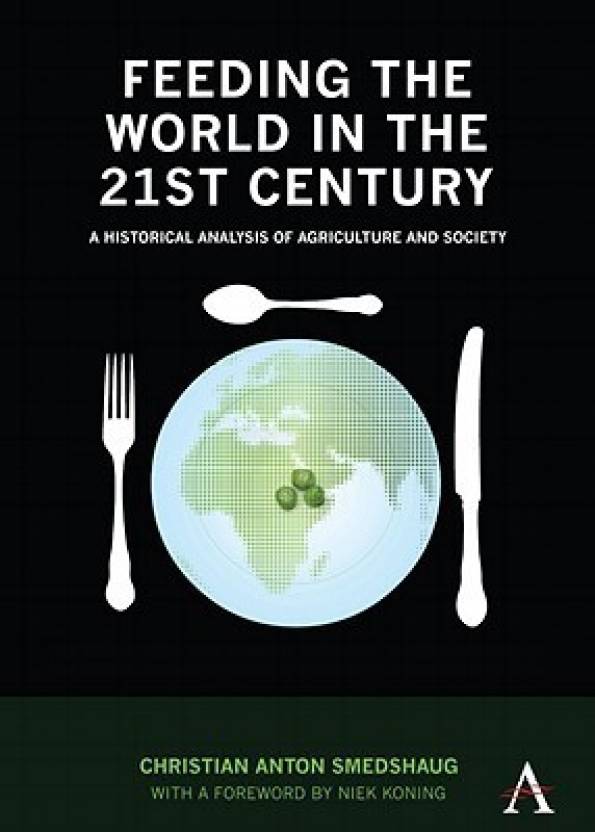 FEEDING THE
WORLD IN THE
21ST CENTURY
A HISTORICAL ANALYSIS OF AGRICULTURE AND SOCIETY
CHRISTIAN ANTON SMEDSHAUG
WITH A FOREWORD BY NIEK KONING
A